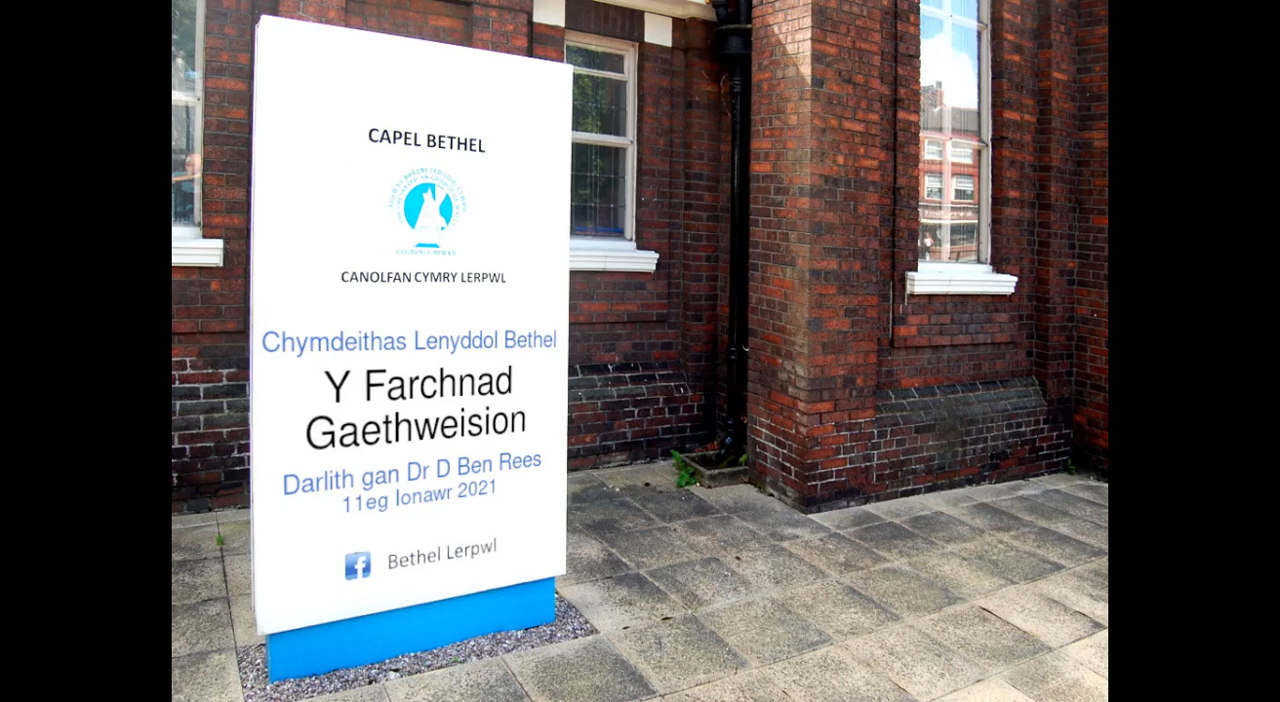 CAPEL BETHEL
CANOLFAN CYMRY LERPWL
Chymdeithas Lenyddol Bethel
Y Farchnad
Gaethweision
Darlith gan Dr D Ben Rees
11eg Ionawr 2021
f Bethel Lerpwl